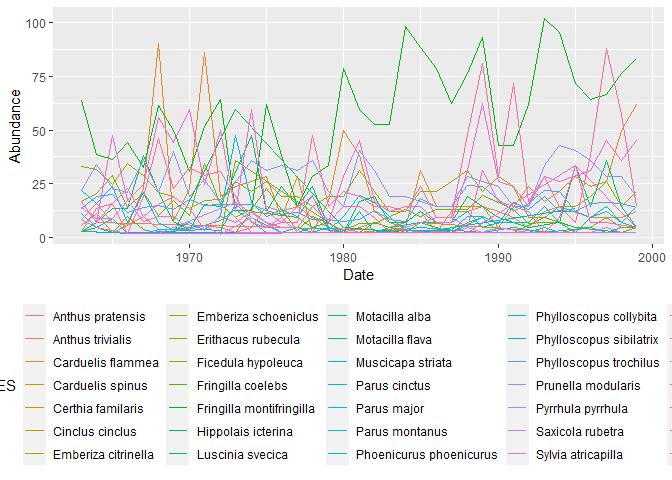 100
75
50
25
0
Abundance
1970
1980
1990
2000
Date
ES
Anthus pratensis
Anthus trivialis
Carduelis flammea
Carduelis spinus
Certhia familaris
Cinclus cinclus
Emberiza citrinella
Emberiza schoeniclus
Erithacus rubecula
Ficedula hypoleuca
Fringilla coelebs
Fringilla montifringilla
Hippolais icterina
Luscinia svecica
Motacilla alba
Motacilla flava
Muscicapa striata
Parus cinctus
Parus major
Parus montanus
Phoenicurus phoenicurus
Phylloscopus collybita
Phylloscopus sibilatrix
Phylloscopus trochilus
Prunella modularis
Pyrrhula pyrrhula
Saxicola rubetra
Sylvia atricapilla